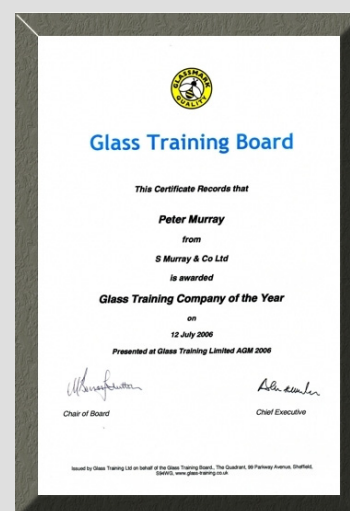 GLASSMARK
QUALITY
Glass Training Board
This Certificate Records that
Peter Murray
from
S Murray & Co Ltd
is awarded
Glass Training Company of the Year
on
12 July 2006
Presented at Glass Training Limited AGM 2006
Chair of Board
Chief Executive
Issued by Glass Training Ltd on behalf of the Glass Training Board., The Quadrant, 99 Parkway Avenue, Sheffield,
S94WG, www.glass-training.co.uk